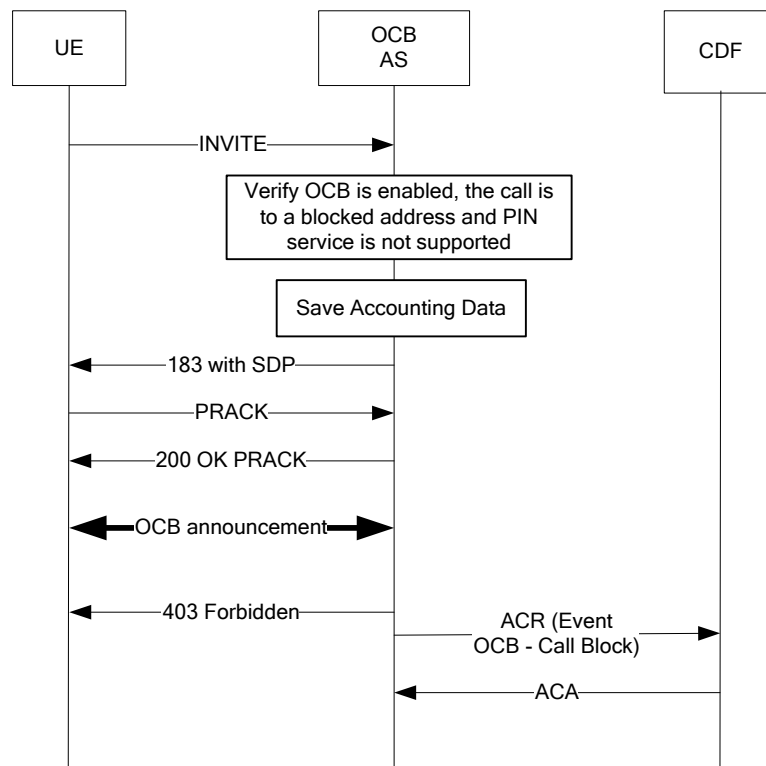 UE
OCB
AS
CDF
INVITE
Verify OCB is enabled, the call is
to a blocked address and PIN
service is not supported
Save Accounting Data
183 with SDP
PRACK
200 OK PRACK
OCB announcement
403 Forbidden
ACR (Event
OCB - Call Block)
ACA